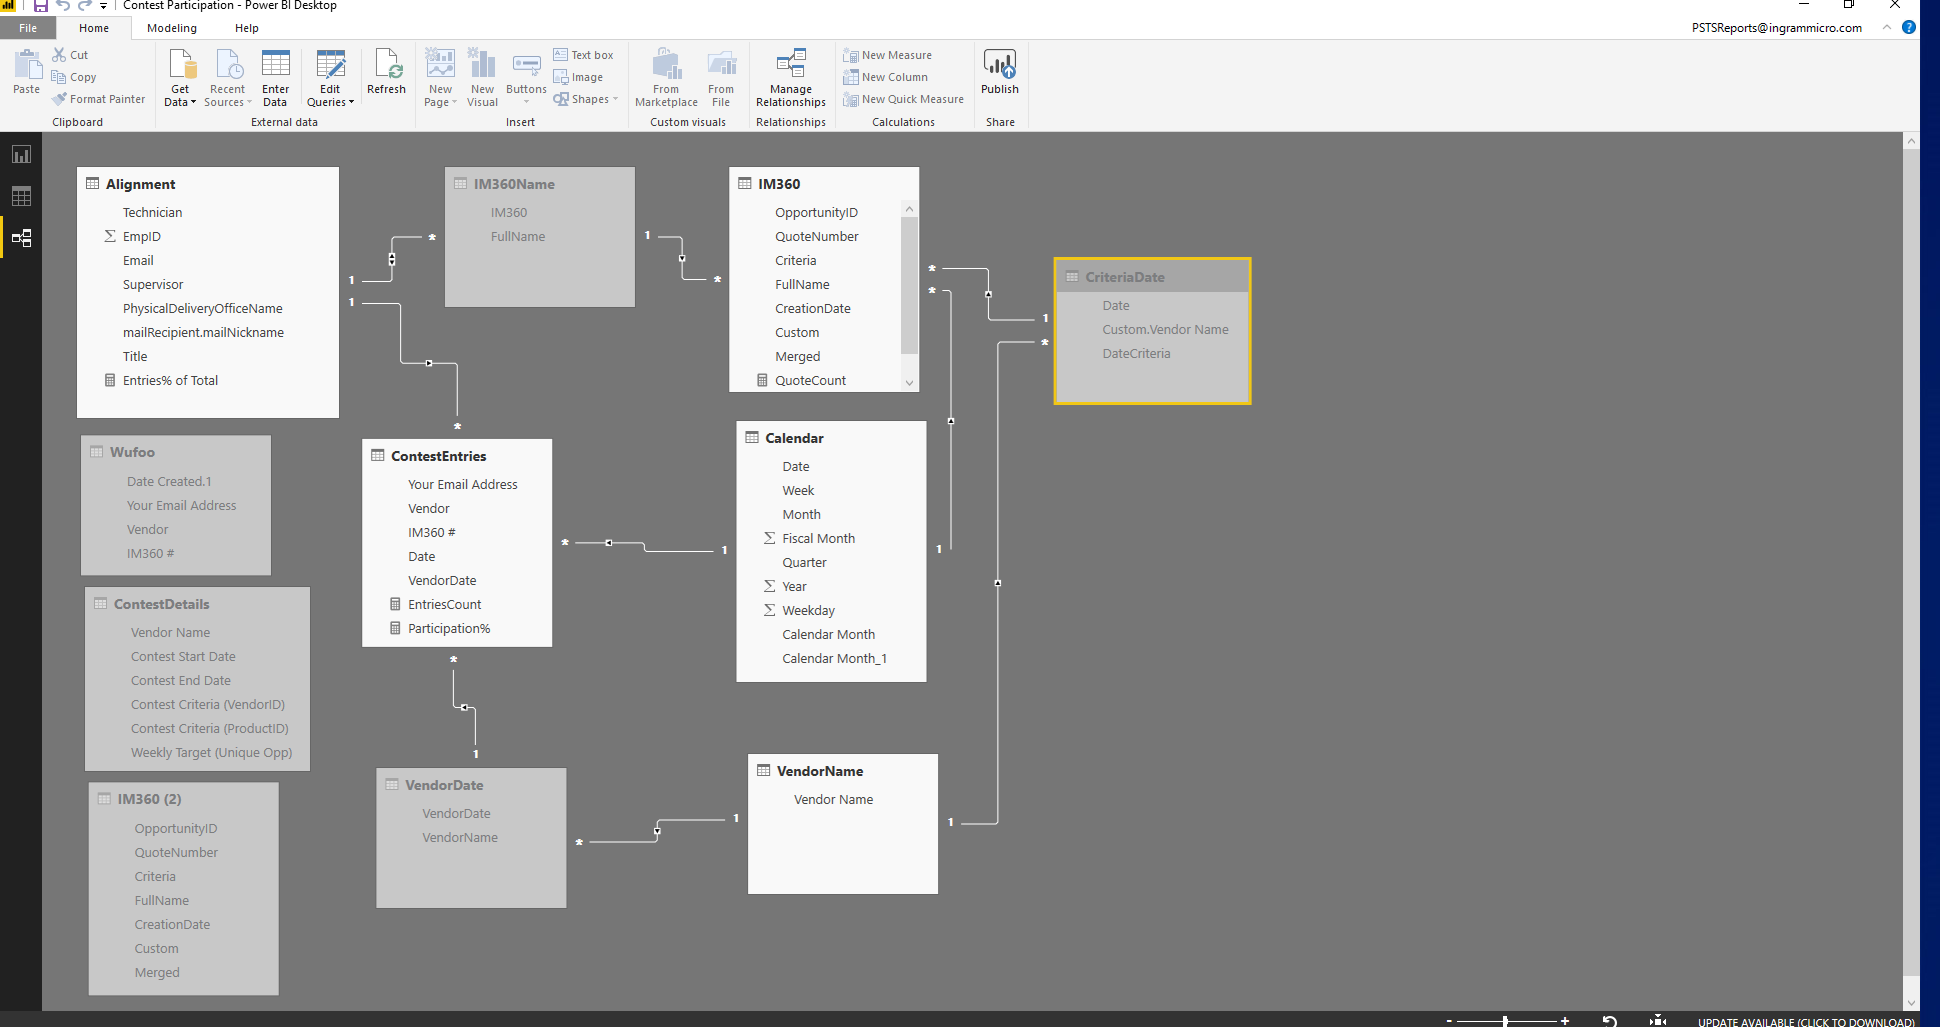 Contest Participation - Power BI Desktop
File
Home
Modeling
Help
PSTSReports@ingrammicro.com
?
Paste
Cut
Copy
Format Painter
Clipboard
Get Data
Recent Sources
Enter Data
Edit Queries
Refresh
External data
New Page
New Visual
Buttons
Text box
Image
Shapes
Insert
From Marketplace
From File
Custom visuals
Manage Relationships
Relationships
New Measure
New Column
New Quick Measure
Calculations
Publish
Share
Alignment
Technician
Σ EmpID
Email
Supervisor
PhysicalDeliveryOfficeName
mailRecipient.mailNickname
Title
Entries% of Total
1
1
*
IM360Name
IM360
FullName
1
*
IM360
OpportunityID
QuoteNumber
Criteria
FullName
CreationDate
Custom
Merged
QuoteCount
*
*
1
*
CriteriaDate
Date
Custom.Vendor Name
DateCriteria
Wufoo
Date Created.1
Your Email Address
Vendor
IM360 #
*
ContestEntries
Your Email Address
Vendor
IM360 #
Date
VendorDate
EntriesCount
Participation%
*
1
Calendar
Date
Week
Month
Σ Fiscal Month
Quarter
Σ Year
Σ Weekday
Calendar Month
Calendar Month_1
1
ContestDetails
Vendor Name
Contest Start Date
Contest End Date
Contest Criteria (VendorID)
Contest Criteria (ProductID)
Weekly Target (Unique Opp)
*
1
VendorDate
VendorDate
VendorName
*
1
VendorName
Vendor Name
1
IM360 (2)
OpportunityID
QuoteNumber
Criteria
FullName
CreationDate
Custom
Merged
- +
UPDATE AVAILABLE (CLICK TO DOWNLOAD)